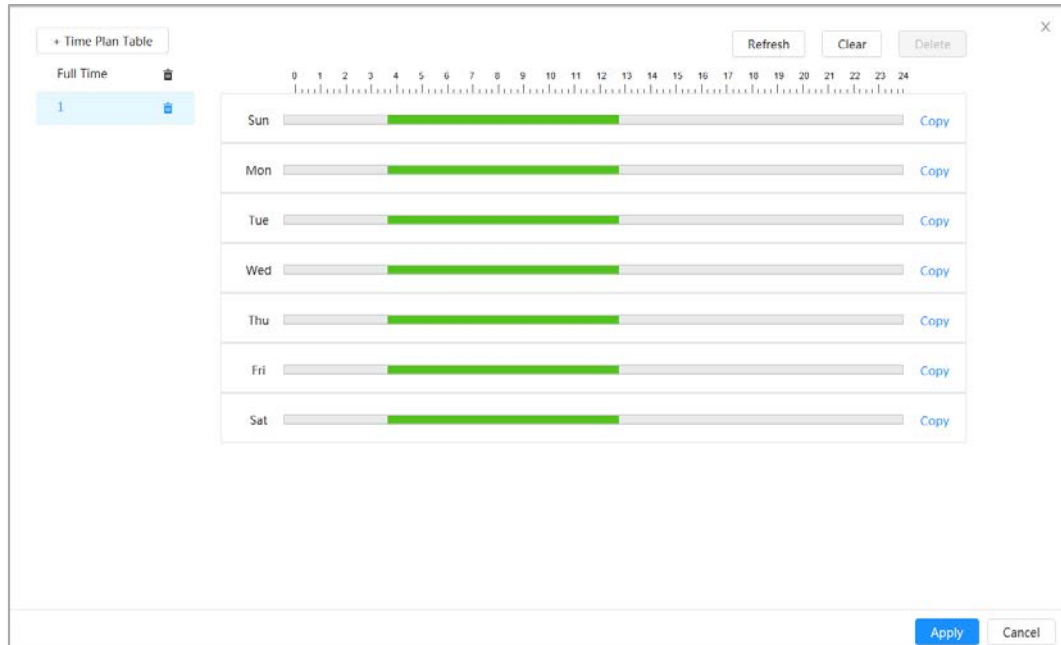 + Time Plan Table
Refresh Clear Delete
Full Time
0 1 2 3 4 5 6 7 8 9 10 11 12 13 14 15 16 17 18 19 20 21 22 23 24
1
Sun Copy
Mon Copy
Tue Copy
Wed Copy
Thu Copy
Fri Copy
Sat Copy
Apply Cancel